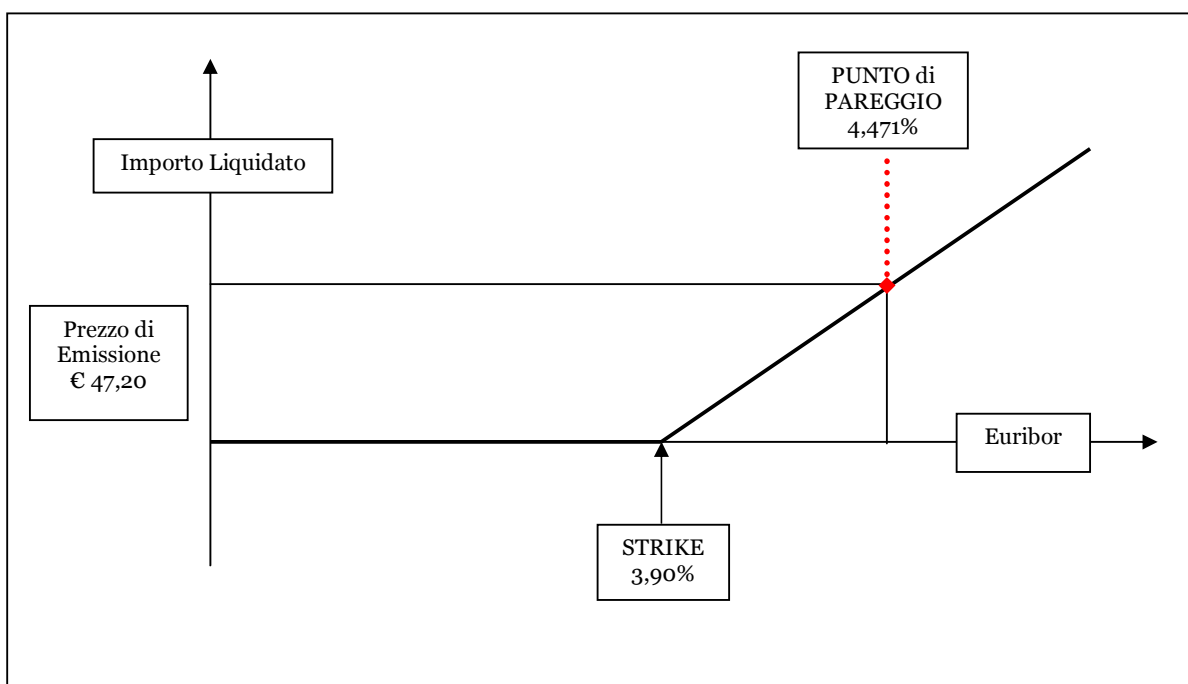 PUNTO di
PAREGGIO
4,471%
Importo Liquidato
Prezzo di
Emissione
€ 47,20
Euribor
STRIKE
3,90%